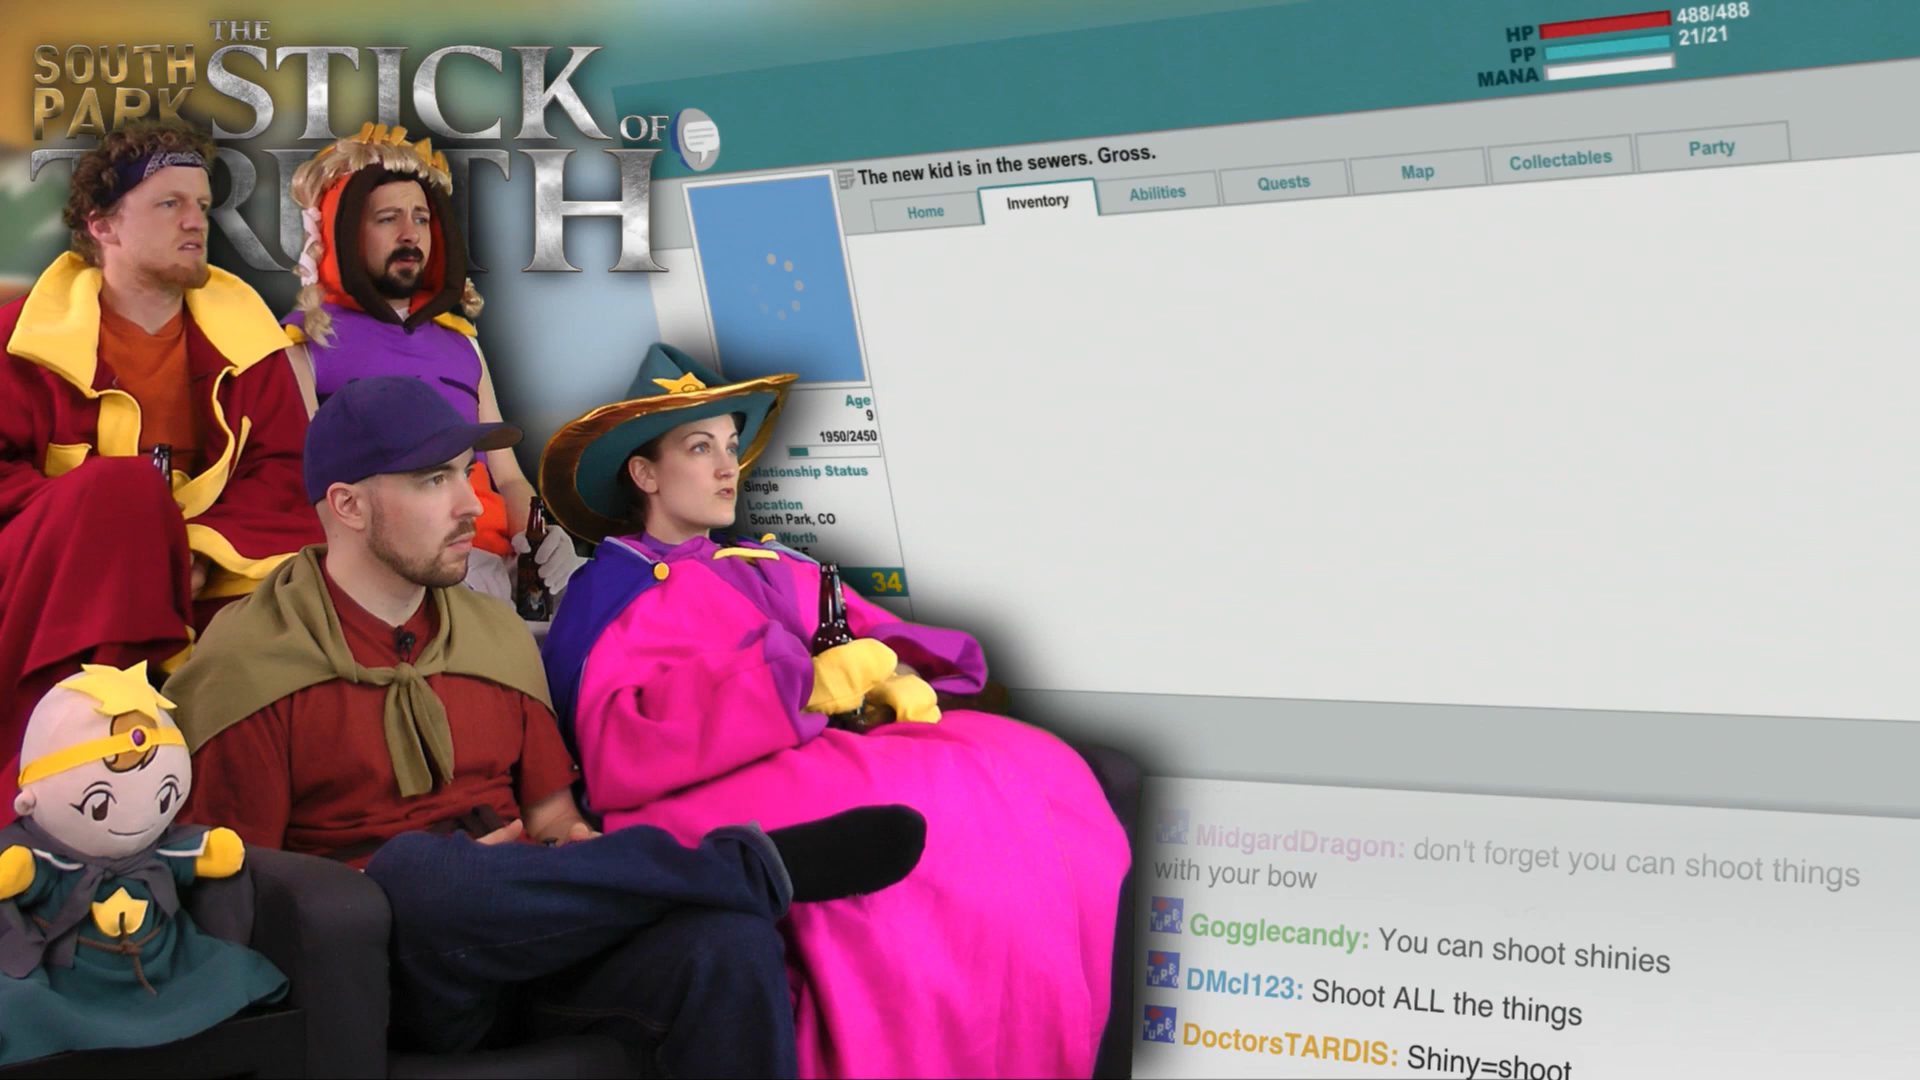 THE
SOUTH
PARK
STICK
OF
TRUTH
HP
488/488
PP
21/21
MANA
The new kid is in the sewers. Gross.
Home
Inventory
Abilities
Quests
Map
Collectables
Party
Age
9
1950/2450
elationship Status
Single
Location
South Park, CO
Worth
34
MidgardDragon: don't forget you can shoot things
with your bow
Gogglecandy: You can shoot shinies
DMcl123: Shoot ALL the things
DoctorsTARDIS: Shiny=shoot